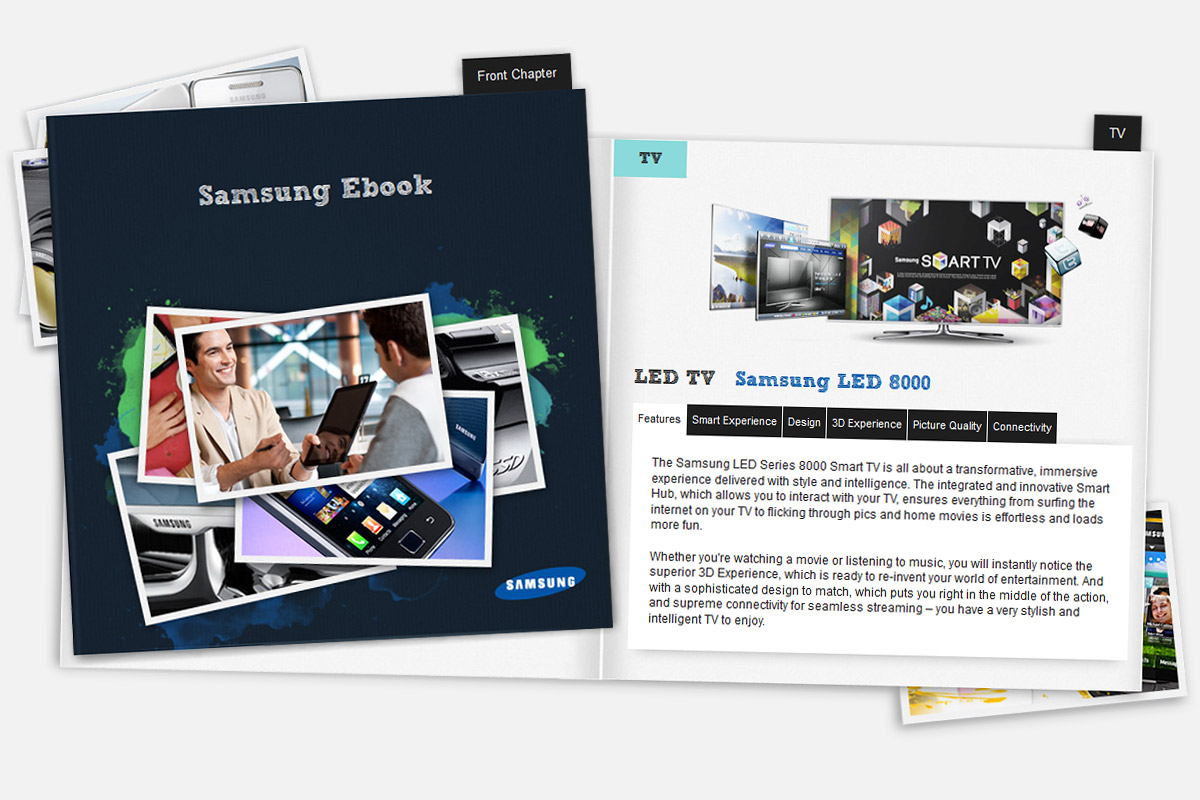 Front Chapter
SAMSUNG
Samsung Ebook
SAMSUNG
SAMSUNG
SSD
Phone
Contacts
Messaging
SAMSUNG
TV
TV
Samsung SMART TV
LED TV Samsung LED 8000
Features Smart Experience Design 3D Experience Picture Quality Connectivity
The Samsung LED Series 8000 Smart TV is all about a transformative, immersive
experience delivered with style and intelligence. The integrated and innovative Smart
Hub, which allows you to interact with your TV, ensures everything from surfing the
internet on your TV to flicking through pics and home movies is effortless and loads
more fun.
Whether you're watching a movie or listening to music, you will instantly notice the
superior 3D Experience, which is ready to re-invent your world of entertainment. And
with a sophisticated design to match, which puts you right in the middle of the action,
and supreme connectivity for seamless streaming – you have a very stylish and
intelligent TV to enjoy.